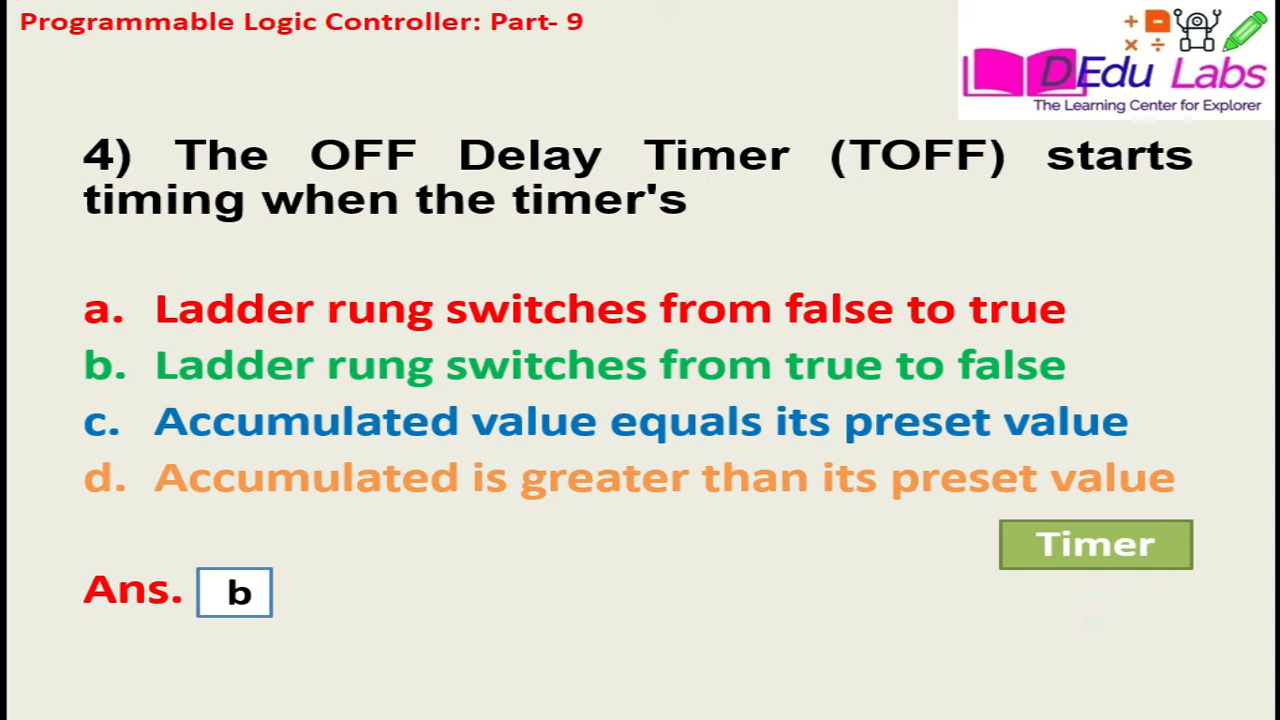 Programmable Logic Controller: Part- 9
DEdu Labs
The Learning Center for Explorer
4) The OFF Delay Timer (TOFF) starts
timing when the timer's
a. Ladder rung switches from false to true
b. Ladder rung switches from true to false
c. Accumulated value equals its preset value
d. Accumulated is greater than its preset value
Timer
Ans. b